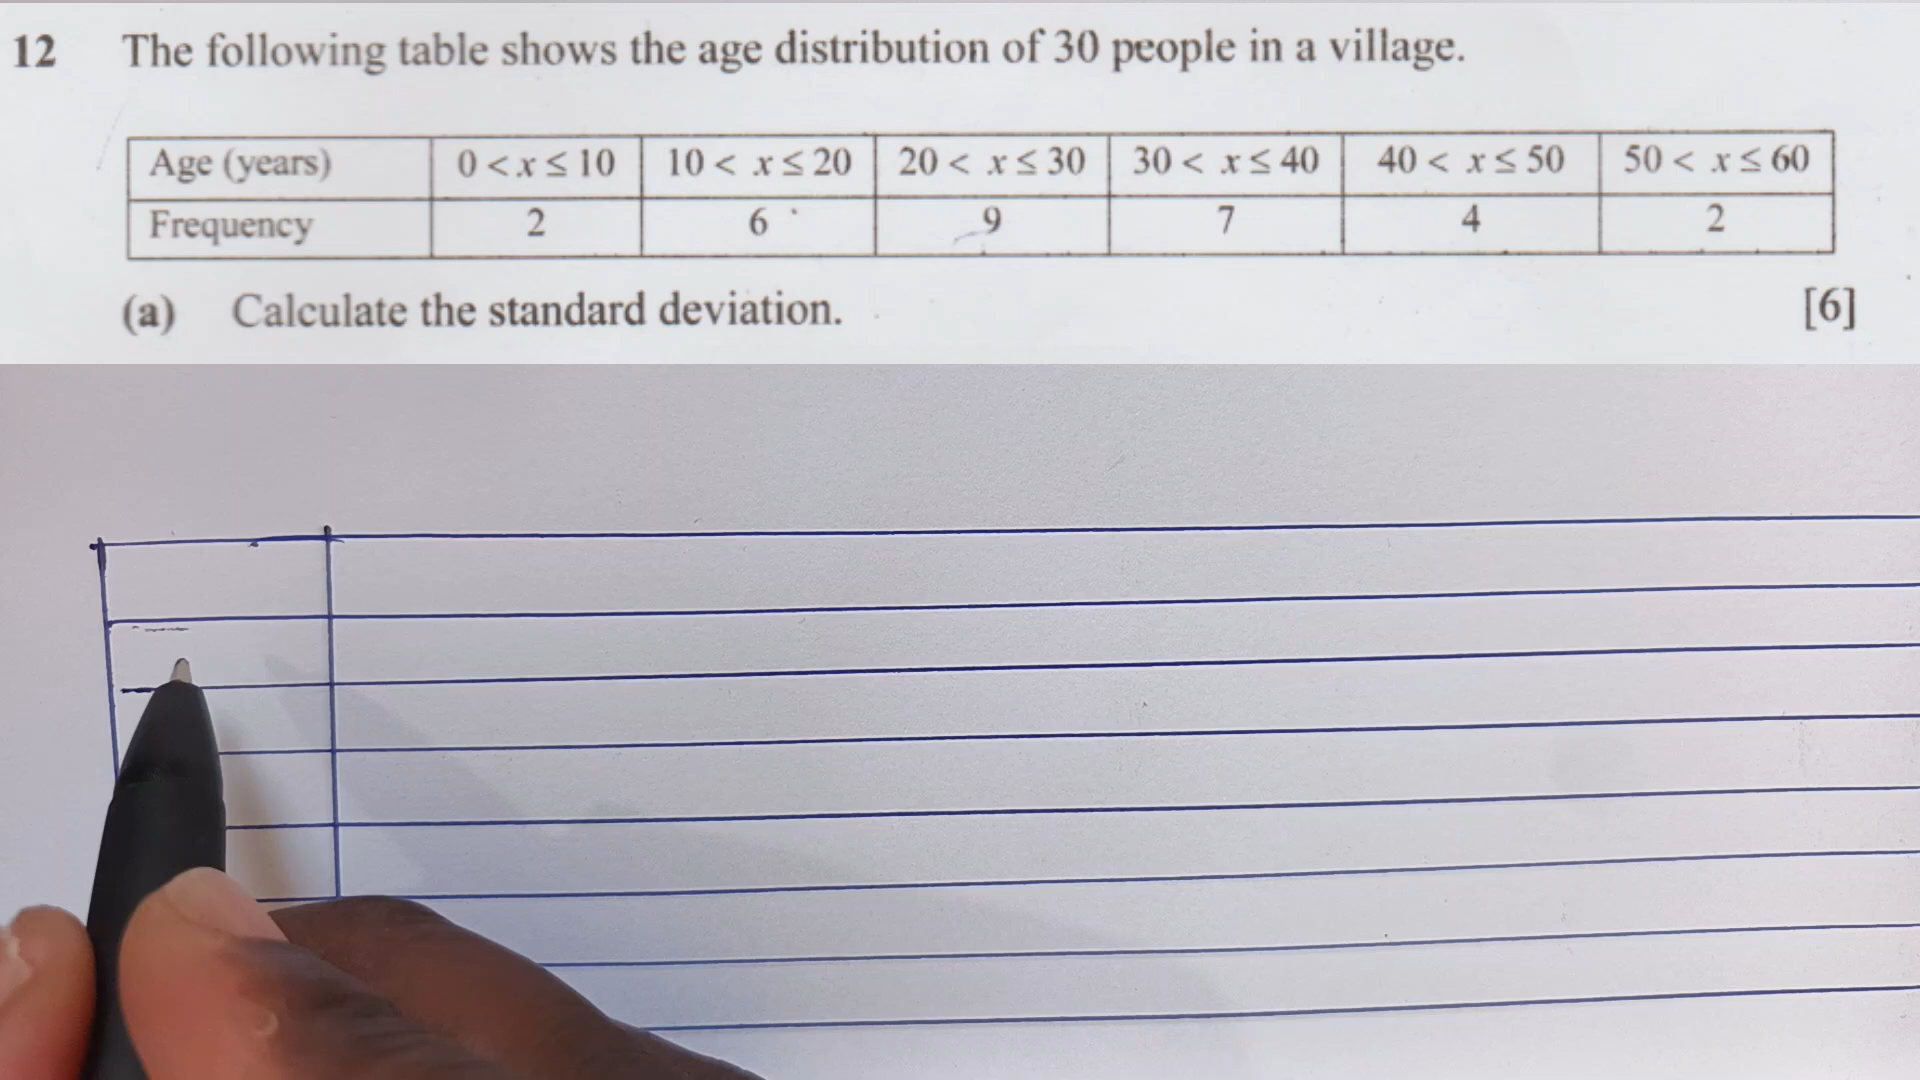 12 The following table shows the age distribution of 30 people in a village.
Age (years) 0 < x ≤ 10 10 < x ≤ 20 20 < x ≤ 30 30 < x ≤ 40 40 < x ≤ 50 50 < x ≤ 60
Frequency 2 6 9 7 4 2
(a) Calculate the standard deviation. [6]